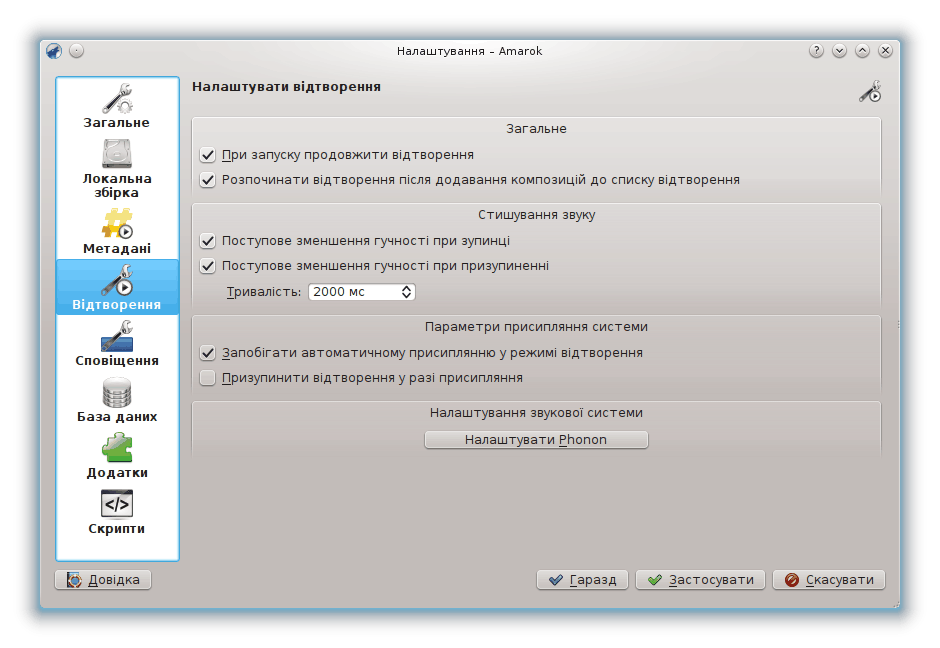 Налаштування – Amarok
Загальне
Локальна
збірка
Метадані
Відтворення
Сповіщення
База даних
Додатки
Скрипти
Налаштувати відтворення
Загальне
При запуску продовжити відтворення
Розпочинати відтворення після додавання композицій до списку відтворення
Стишування звуку
Поступове зменшення гучності при зупинці
Поступове зменшення гучності при призупиненні
Тривалість: 2000 мс
Параметри присипляння системи
Запобігати автоматичному присиплянню у режимі відтворення
Призупинити відтворення у разі присипляння
Налаштування звукової системи
Налаштувати Phonon
Довідка
Гаразд
Застосувати
Скасувати